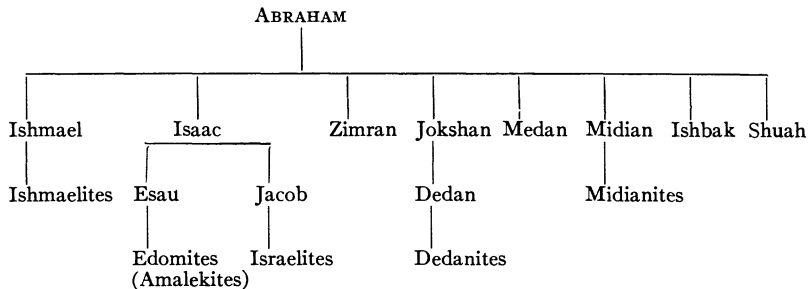 ABRAHAM
Ishmael Isaac Zimran Jokshan Medan Midian Ishbak Shuah
Ishmaelites Esau Jacob Dedan Midianites
Edomites Israelites Dedanites
(Amalekites)